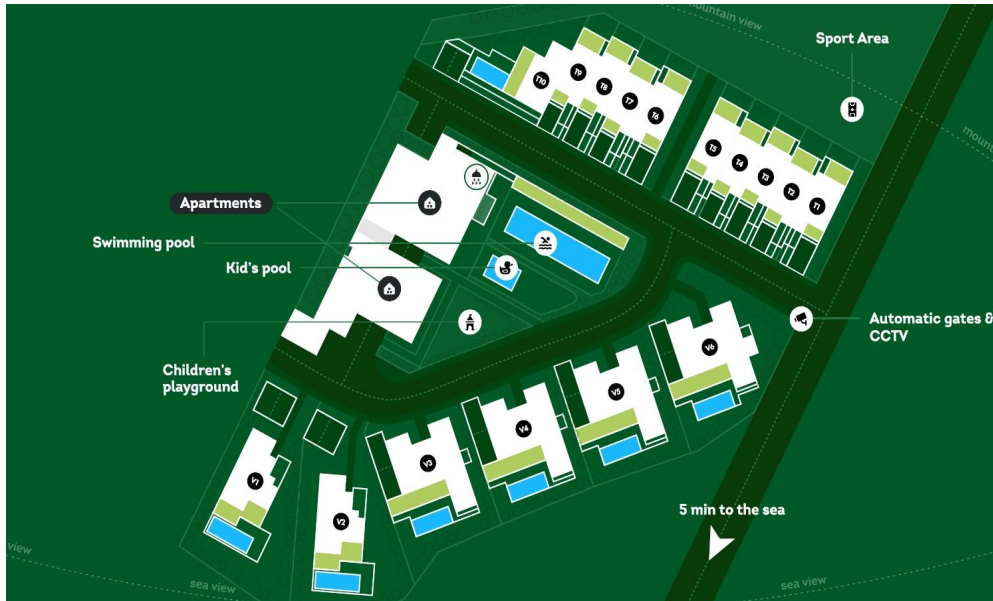 mountain view
Sport Area
mount
T10
T9
T8
T7
T6
T5
T4
T3
T2
T1
Apartments
Swimming pool
Kid's pool
Children's
playground
Automatic gates &
CCTV
V1
V2
V3
V4
V5
V6
5 min to the sea
view
sea view
sea view